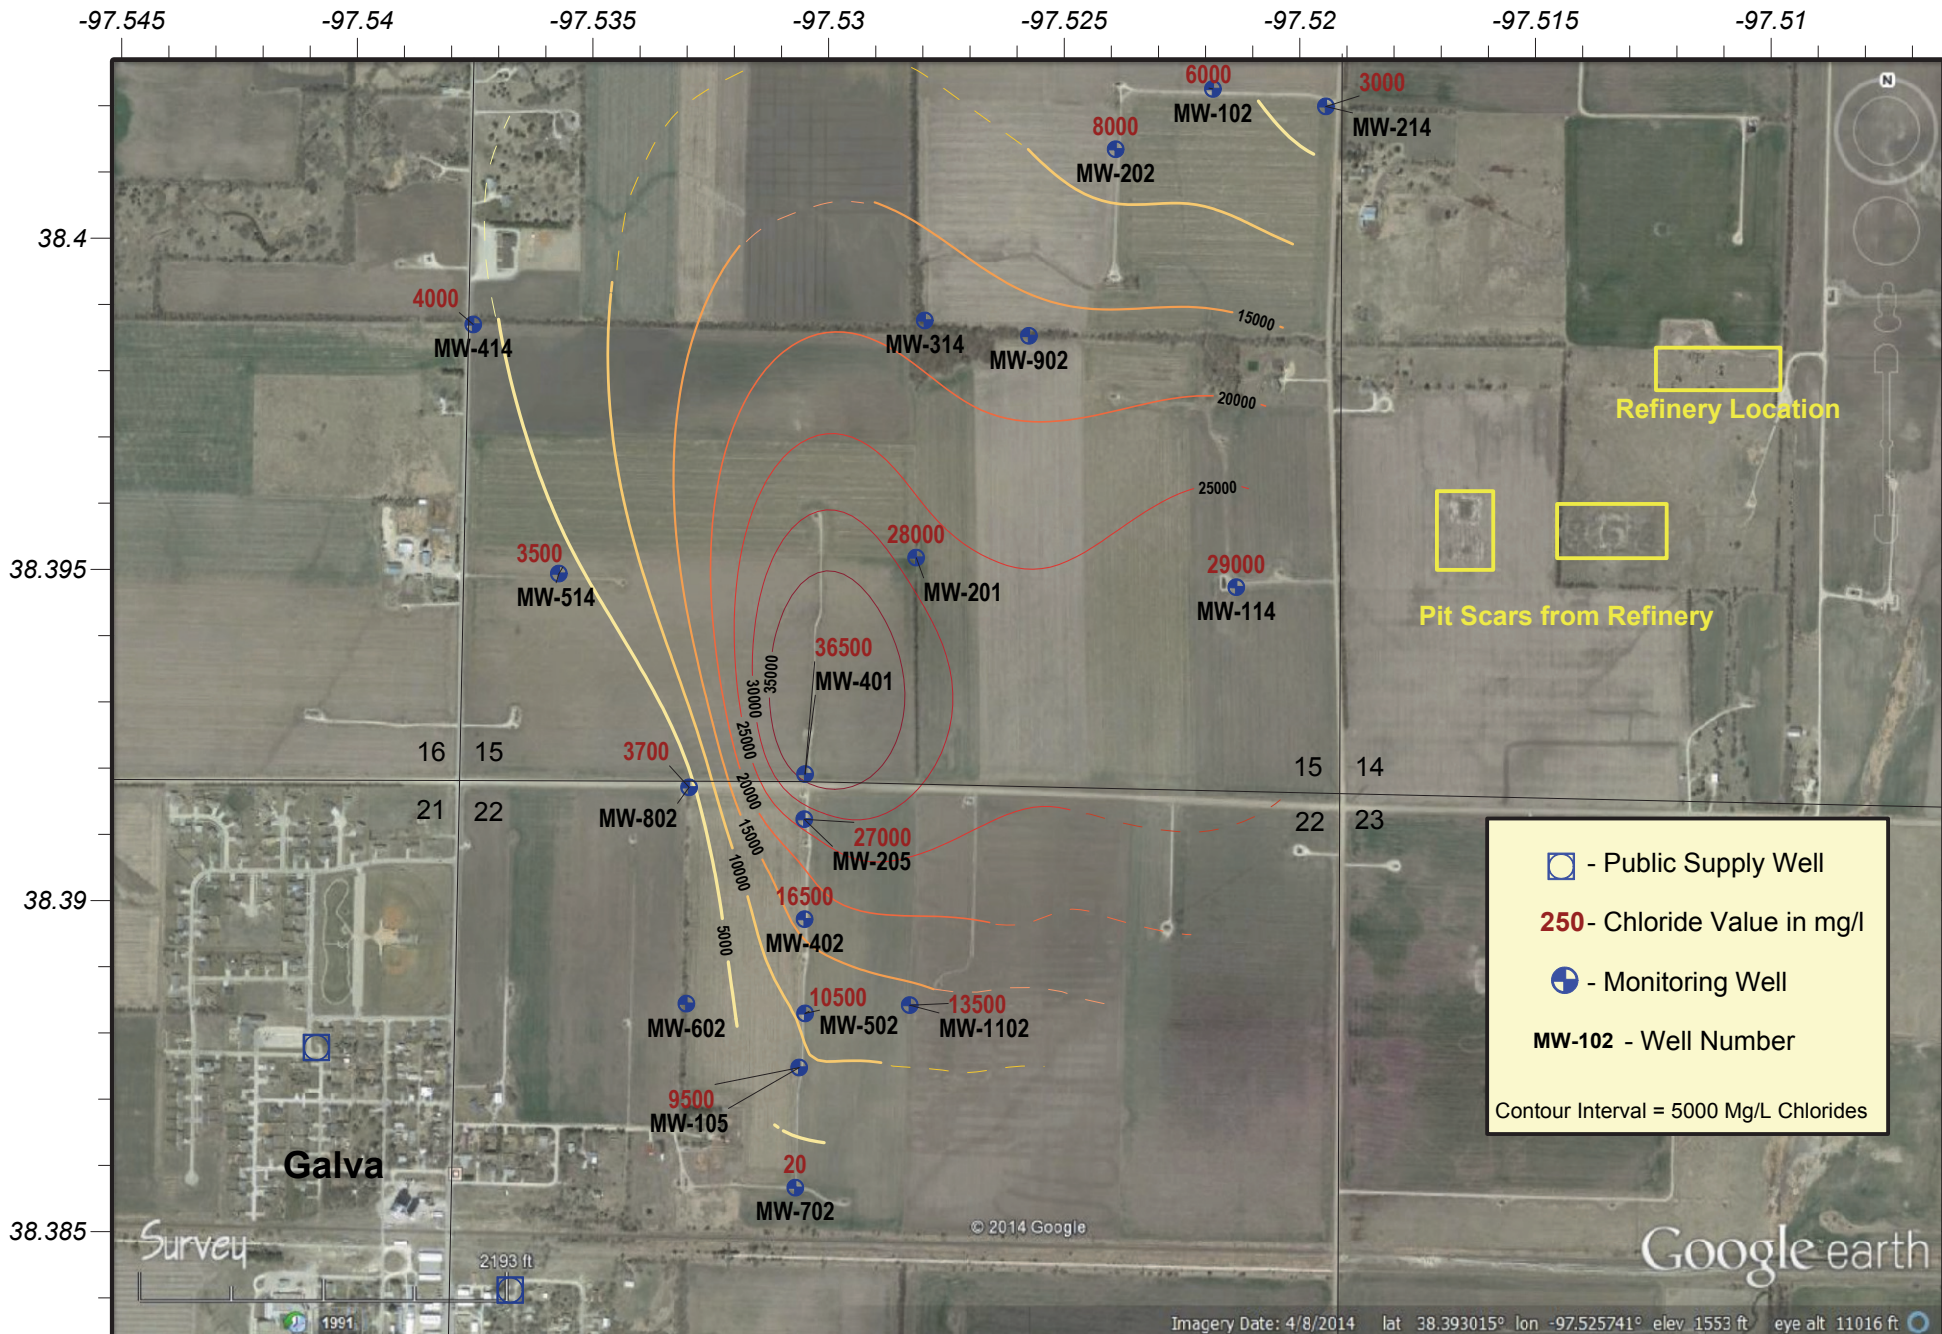 -97.545 -97.54 -97.535 -97.53 -97.525 -97.52 -97.515 -97.51
N
6000
MW-102
3000
MW-214
8000
MW-202
38.4
4000
MW-414
MW-314
MW-902
15000
20000
Refinery Location
25000
28000
MW-201
3500
MW-514
38.395
29000
MW-114
Pit Scars from Refinery
36500
MW-401
35000
30000
25000
20000
15000
10000
5000
3700
MW-802
16 15
21 22
15 14
22 23
27000
MW-205
16500
MW-402
38.39
10500
MW-502
13500
MW-1102
MW-602
9500
MW-105
20
MW-702
Galva
38.385
- Public Supply Well
250 - Chloride Value in mg/l
- Monitoring Well
MW-102 - Well Number
Contour Interval = 5000 Mg/L Chlorides
Survey
2193 ft
© 2014 Google
Google earth
1991
Imagery Date: 4/8/2014 lat 38.393015° lon -97.525741° elev 1553 ft eye alt 11016 ft